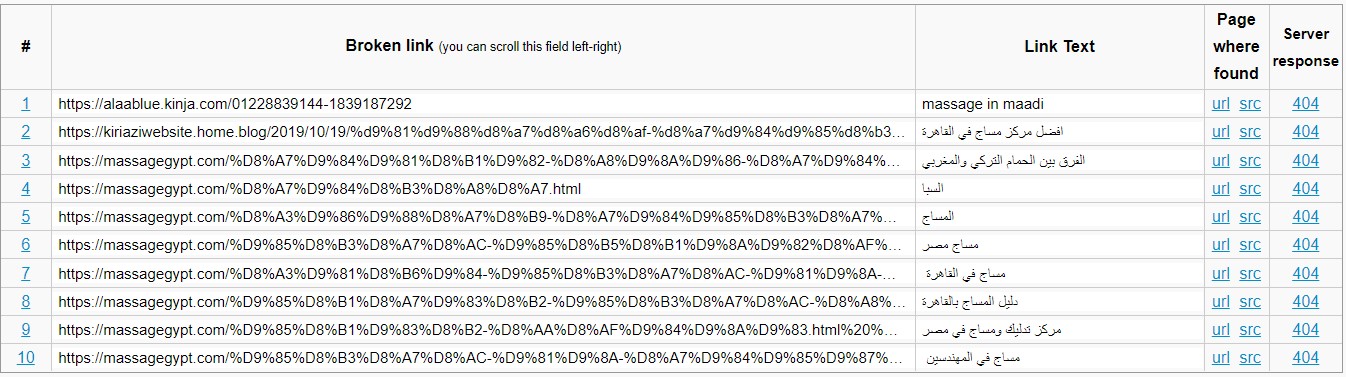 # Broken link (you can scroll this field left-right) Link Text Page where found Server response
1 https://alaablue.kinja.com/01228839144-1839187292 massage in maadi url src 404
2 https://kiriaziwebsite.home.blog/2019/10/19/%d9%81%d9%88%d8%a7%d8%a6%d8%af-%d8%a7%d9%84%d9%85%d8%b3... افضل مركز مساج في القاهرة url src 404
3 https://massagegypt.com/%D8%A7%D9%84%D9%81%D8%B1%D9%82-%D8%A8%D9%8A%D9%86-%D8%A7%D9%84%... الفرق بين الحمام التركي والمغربي url src 404
4 https://massagegypt.com/%D8%A7%D9%84%D8%B3%D8%A8%D8%A7.html السبا url src 404
5 https://massagegypt.com/%D8%A3%D9%86%D9%88%D8%A7%D8%B9-%D8%A7%D9%84%D9%85%D8%B3%D8%A7%... المساج url src 404
6 https://massagegypt.com/%D9%85%D8%B3%D8%A7%D8%AC-%D9%85%D8%B5%D8%B1%D9%8A%D9%82%D8%AF%... مساج مصر url src 404
7 https://massagegypt.com/%D8%A3%D9%81%D8%B6%D9%84-%D9%85%D8%B3%D8%A7%D8%AC-%D9%81%D9%8A-... مساج في القاهرة url src 404
8 https://massagegypt.com/%D9%85%D8%B1%D8%A7%D9%83%D8%B2-%D9%85%D8%B3%D8%A7%D8%AC-%D8%A8%... دليل المساج بالقاهرة url src 404
9 https://massagegypt.com/%D9%85%D8%B1%D9%83%D8%B2-%D8%AA%D8%AF%D9%84%D9%8A%D9%83.html%20%... مركز تدليك ومساج في مصر url src 404
10 https://massagegypt.com/%D9%85%D8%B3%D8%A7%D8%AC-%D9%81%D9%8A-%D8%A7%D9%84%D9%85%D9%87%... مساج في المهندسين url src 404